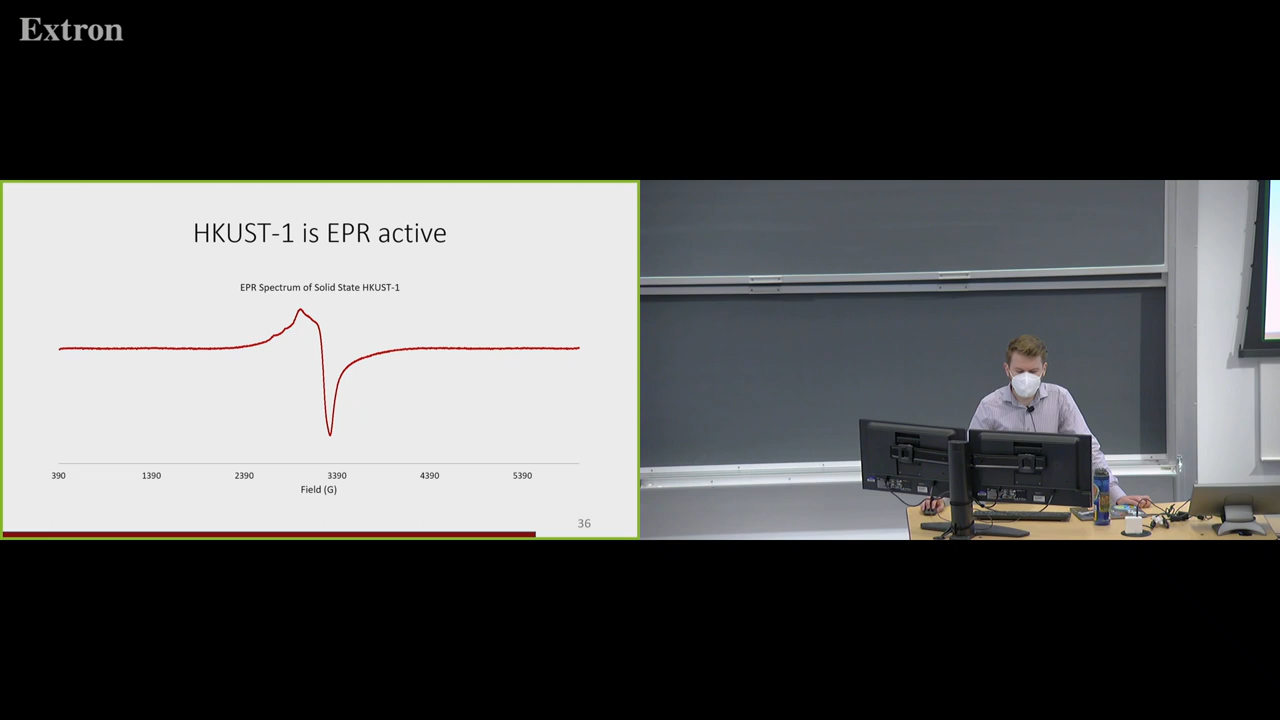 Extron
HKUST-1 is EPR active
EPR Spectrum of Solid State HKUST-1
390 1390 2390 3390 4390 5390
Field (G)
36